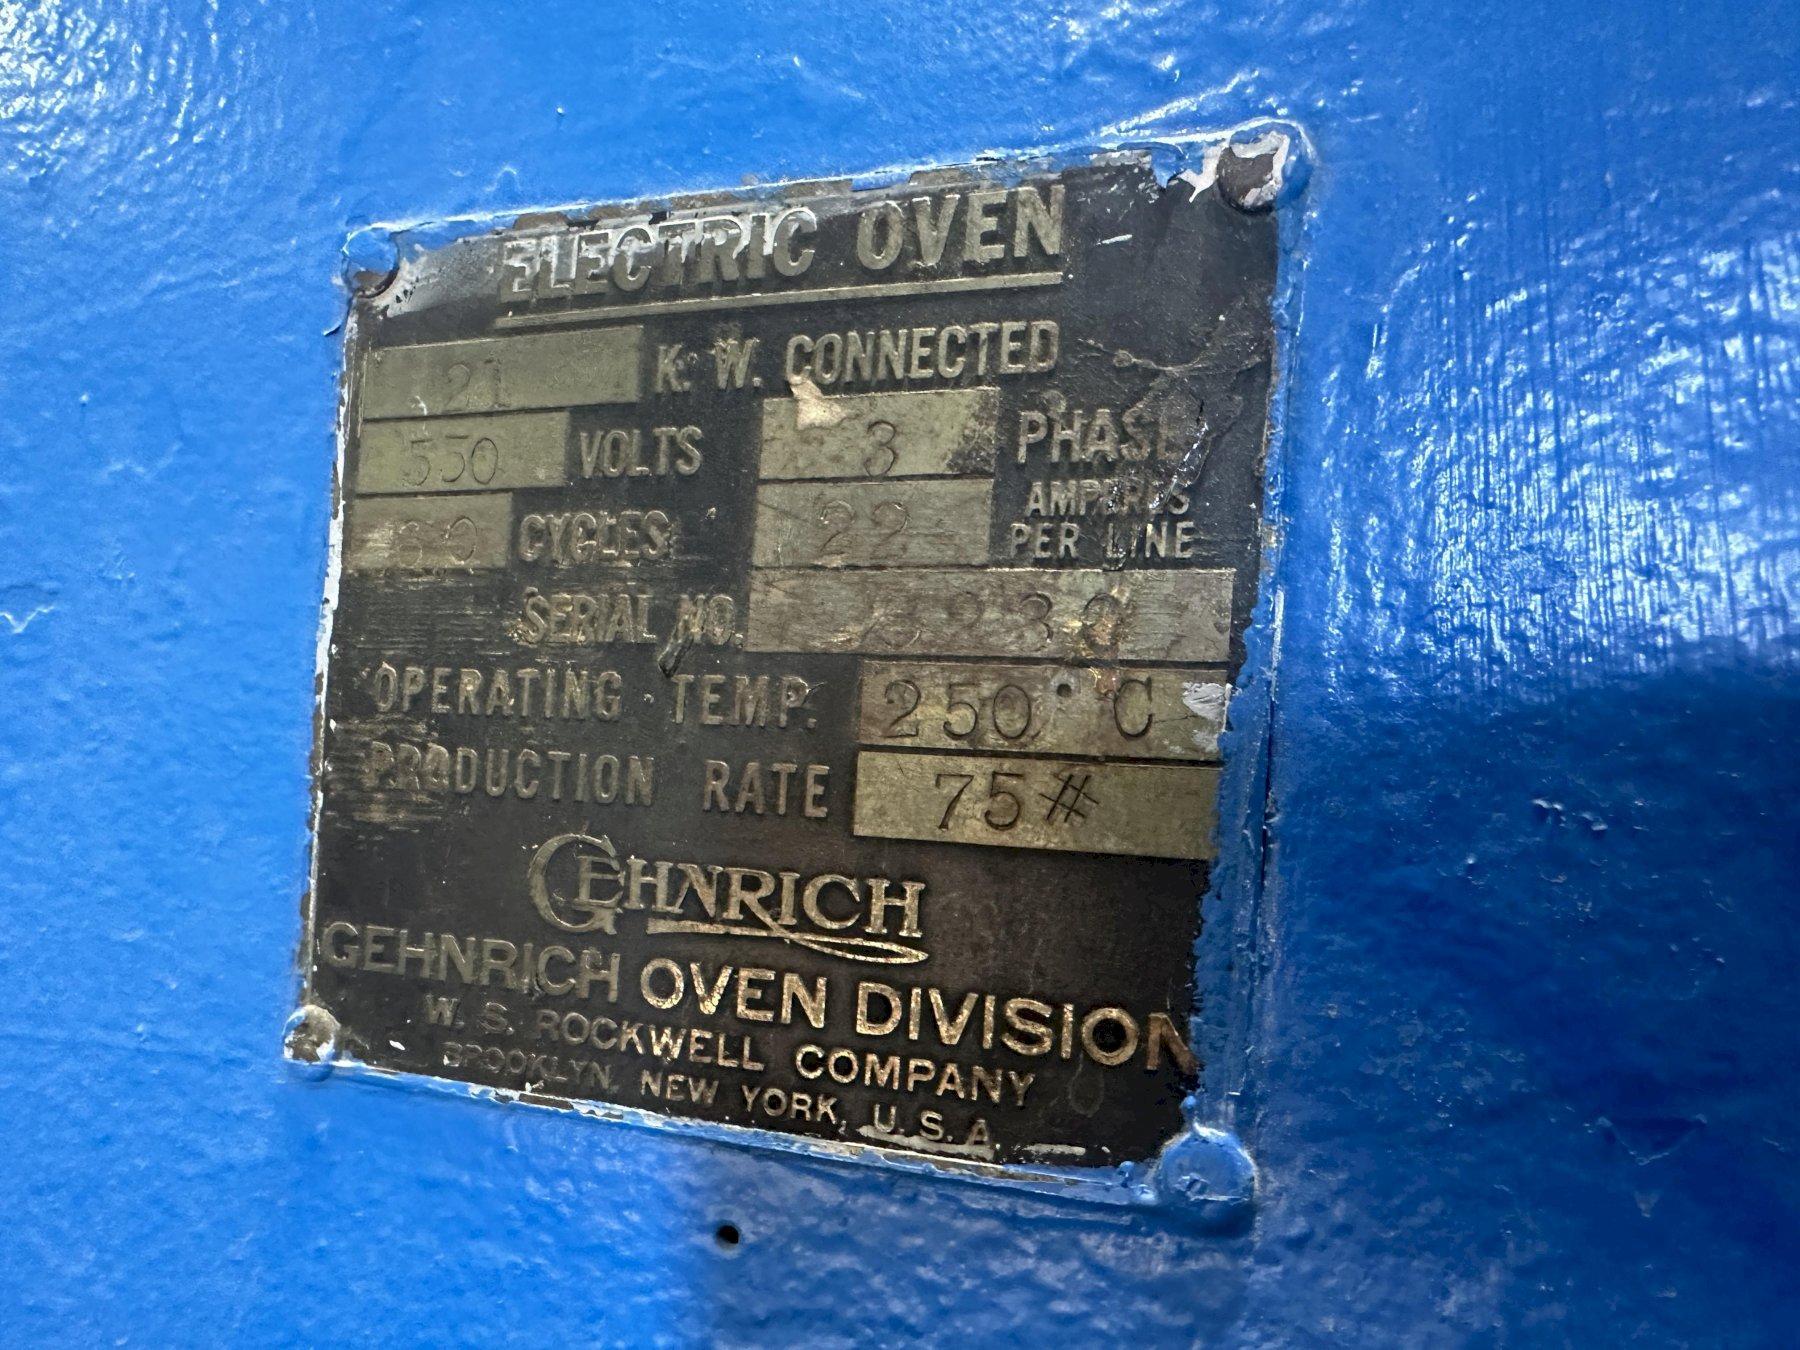 ELECTRIC OVEN
21 K. W. CONNECTED
550 VOLTS 3 PHASE
60 CYCLES 22 AMPERES PER LINE
SERIAL NO.
OPERATING TEMP. 250° C
PRODUCTION RATE 75#
GEHNRICH
GEHNRICH OVEN DIVISION
W. S. ROCKWELL COMPANY
BROOKLYN, NEW YORK, U. S. A.